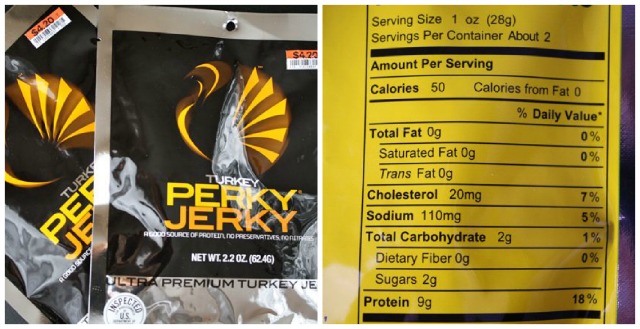 $4.20
TURKEY
PERKY
JERKY
A GOOD SOURCE OF PROTEIN, NO PRESERVATIVES, NO NITRITES
NET WT. 2.2 OZ. (62.4G)
ULTRA PREMIUM TURKEY JE
INSPECTED
U.S.
$4.20
Serving Size 1 oz (28g)
Servings Per Container About 2
Amount Per Serving
Calories 50 Calories from Fat 0
% Daily Value*
Total Fat 0g 0%
Saturated Fat 0g 0%
Trans Fat 0g
Cholesterol 20mg 7%
Sodium 110mg 5%
Total Carbohydrate 2g 1%
Dietary Fiber 0g 0%
Sugars 2g
Protein 9g 18%